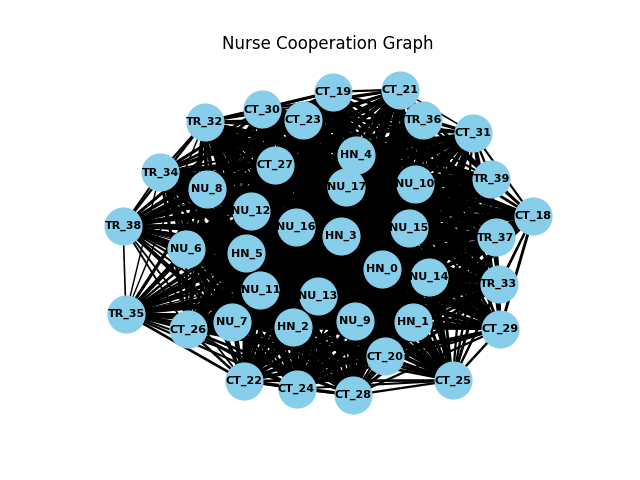 Nurse Cooperation Graph
CT_21
CT_19
CT_30
CT_23
TR_36
TR_32
CT_31
HN_4
CT_27
TR_34
TR_39
NU_10
NU_17
NU_8
NU_12
CT_18
TR_38
NU_16
NU_15
HN_3
TR_37
NU_6
HN_5
HN_0
NU_14
TR_33
NU_11
NU_13
TR_35
NU_7
NU_9
HN_1
HN_2
CT_26
CT_29
CT_20
CT_22
CT_25
CT_24
CT_28